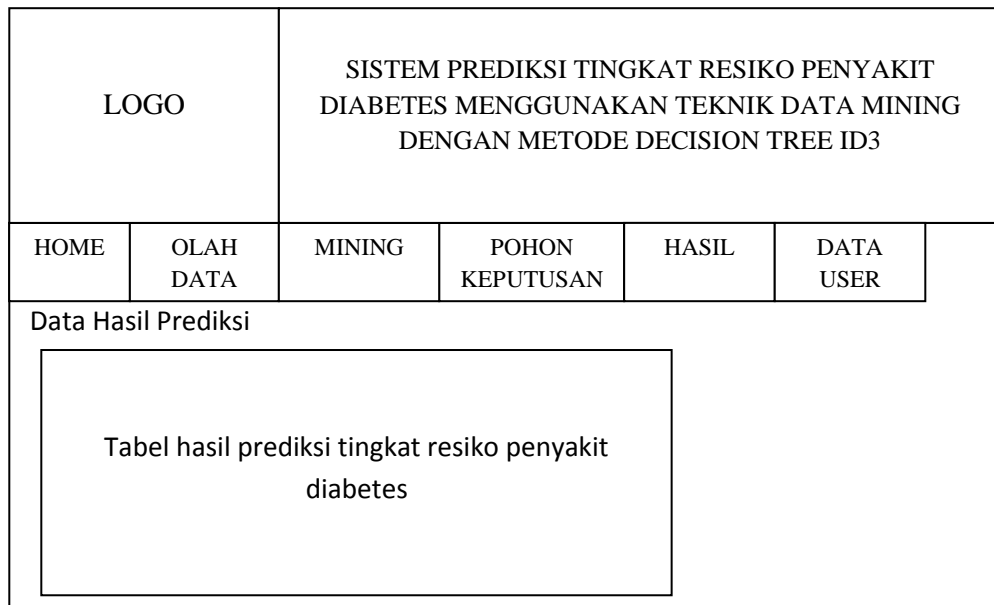 LOGO
SISTEM PREDIKSI TINGKAT RESIKO PENYAKIT
DIABETES MENGGUNAKAN TEKNIK DATA MINING
DENGAN METODE DECISION TREE ID3
HOME
OLAH
DATA
MINING
POHON
KEPUTUSAN
HASIL
DATA
USER
Data Hasil Prediksi
Tabel hasil prediksi tingkat resiko penyakit
diabetes